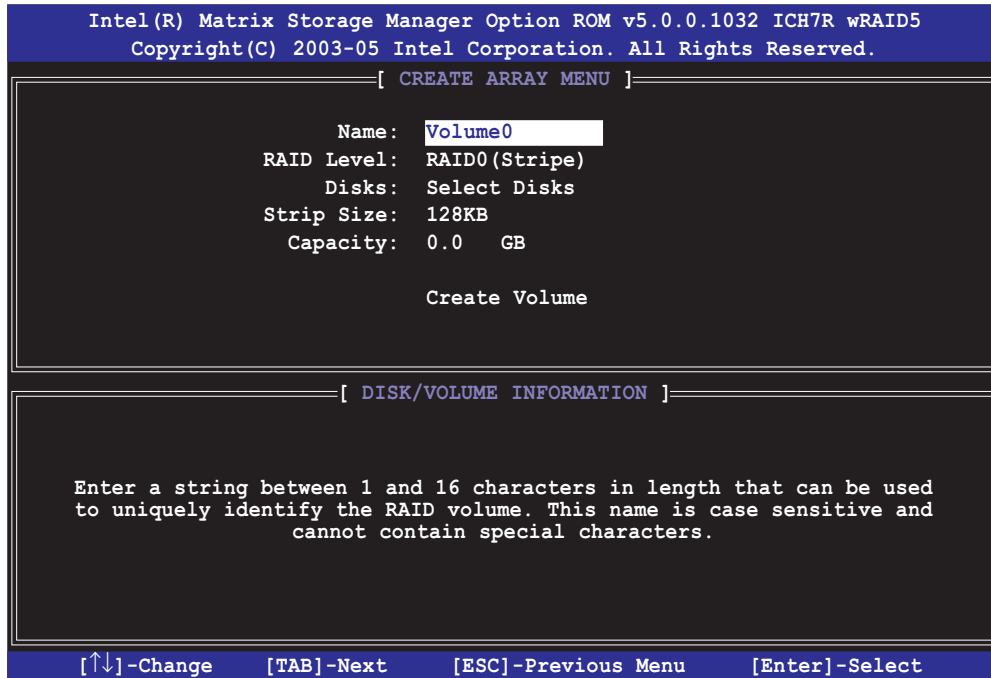 Intel(R) Matrix Storage Manager Option ROM v5.0.0.1032 ICH7R wRAID5
Copyright(C) 2003-05 Intel Corporation. All Rights Reserved.
[ CREATE ARRAY MENU ]
Name: Volume0
RAID Level: RAID0(Stripe)
Disks: Select Disks
Strip Size: 128KB
Capacity: 0.0 GB
Create Volume
[ DISK/VOLUME INFORMATION ]
Enter a string between 1 and 16 characters in length that can be used
to uniquely identify the RAID volume. This name is case sensitive and
cannot contain special characters.
[↑↓]-Change [TAB]-Next [ESC]-Previous Menu [Enter]-Select